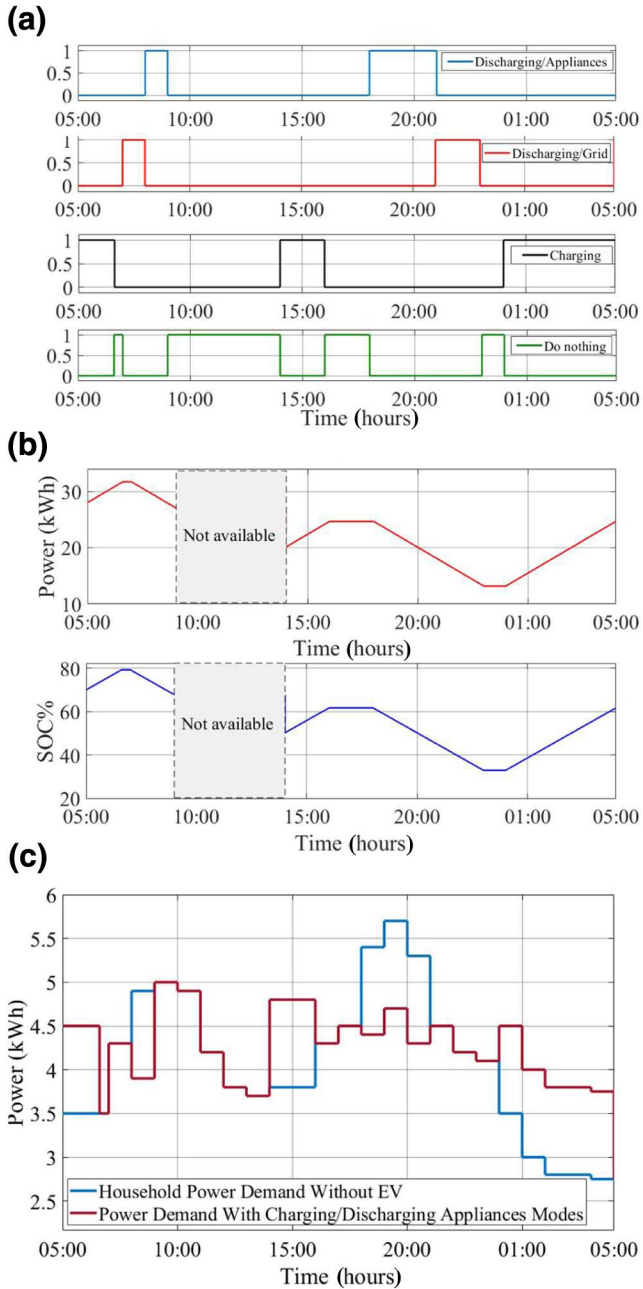 (a)
1
0.5
0
Discharging/Appliances
05:00 10:00 15:00 20:00 01:00 05:00
1
0.5
0
Discharging/Grid
05:00 10:00 15:00 20:00 01:00 05:00
1
0.5
0
Charging
05:00 10:00 15:00 20:00 01:00 05:00
1
0.5
0
Do nothing
05:00 10:00 15:00 20:00 01:00 05:00
Time (hours)
(b)
Power (kWh)
30
20
10
Not available
05:00 10:00 15:00 20:00 01:00 05:00
Time (hours)
SOC%
80
60
40
20
Not available
05:00 10:00 15:00 20:00 01:00 05:00
Time (hours)
(c)
Power (kWh)
6
5.5
5
4.5
4
3.5
3
2.5
Household Power Demand Without EV
Power Demand With Charging/Discharging Appliances Modes
05:00 10:00 15:00 20:00 01:00 05:00
Time (hours)